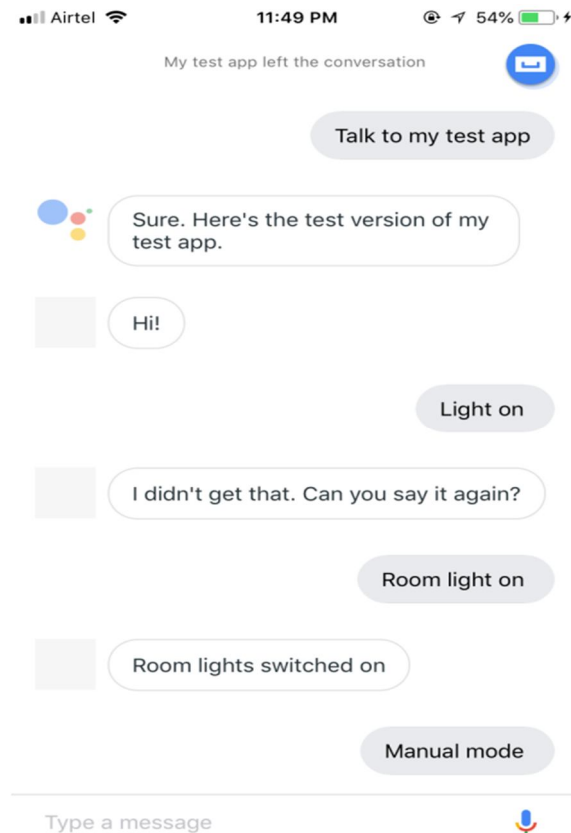 Airtel 11:49 PM 54%
My test app left the conversation
Talk to my test app
Sure. Here's the test version of my
test app.
Hi!
Light on
I didn't get that. Can you say it again?
Room light on
Room lights switched on
Manual mode
Type a message